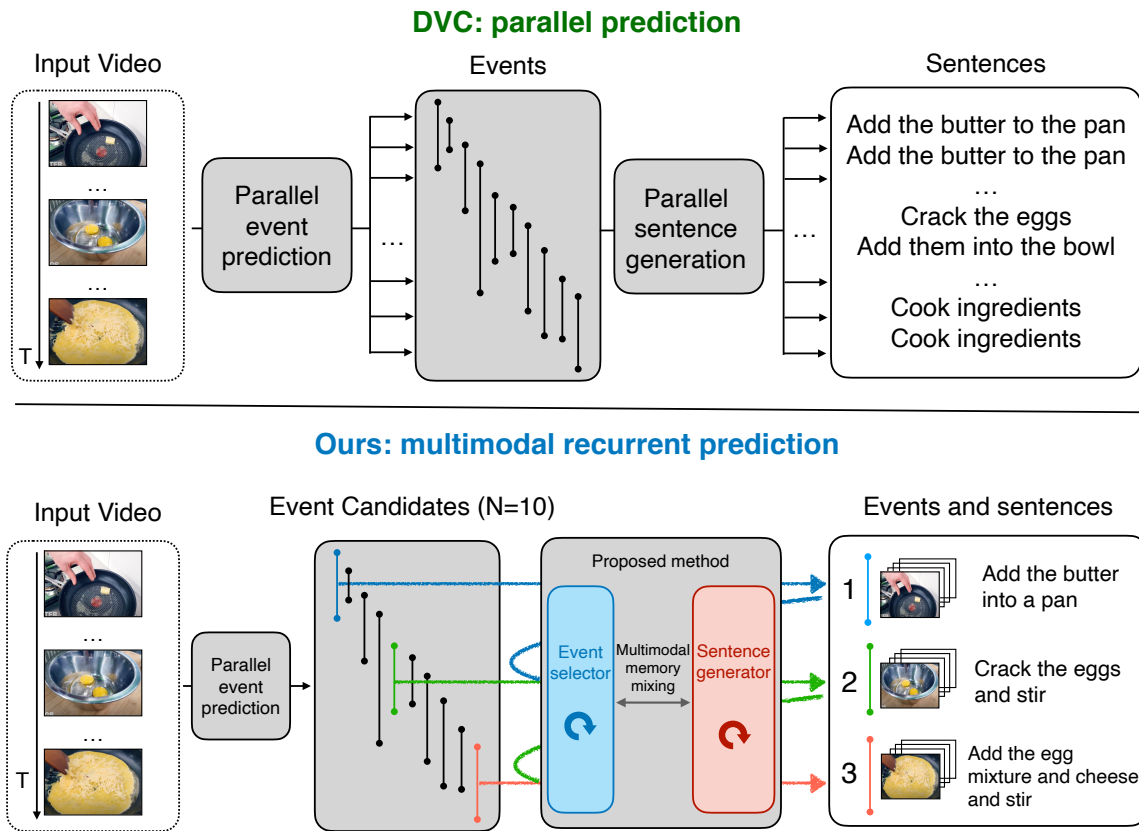 DVC: parallel prediction
Input Video
Events
Sentences
...
...
T
Parallel
event
prediction
...
Parallel
sentence
generation
...
Add the butter to the pan
Add the butter to the pan
...
Crack the eggs
Add them into the bowl
...
Cook ingredients
Cook ingredients
Ours: multimodal recurrent prediction
Input Video
Event Candidates (N=10)
Events and sentences
...
...
T
Parallel
event
prediction
Proposed method
Event
selector
Multimodal
memory
mixing
Sentence
generator
1
Add the butter
into a pan
2
Crack the eggs
and stir
3
Add the egg
mixture and cheese
and stir